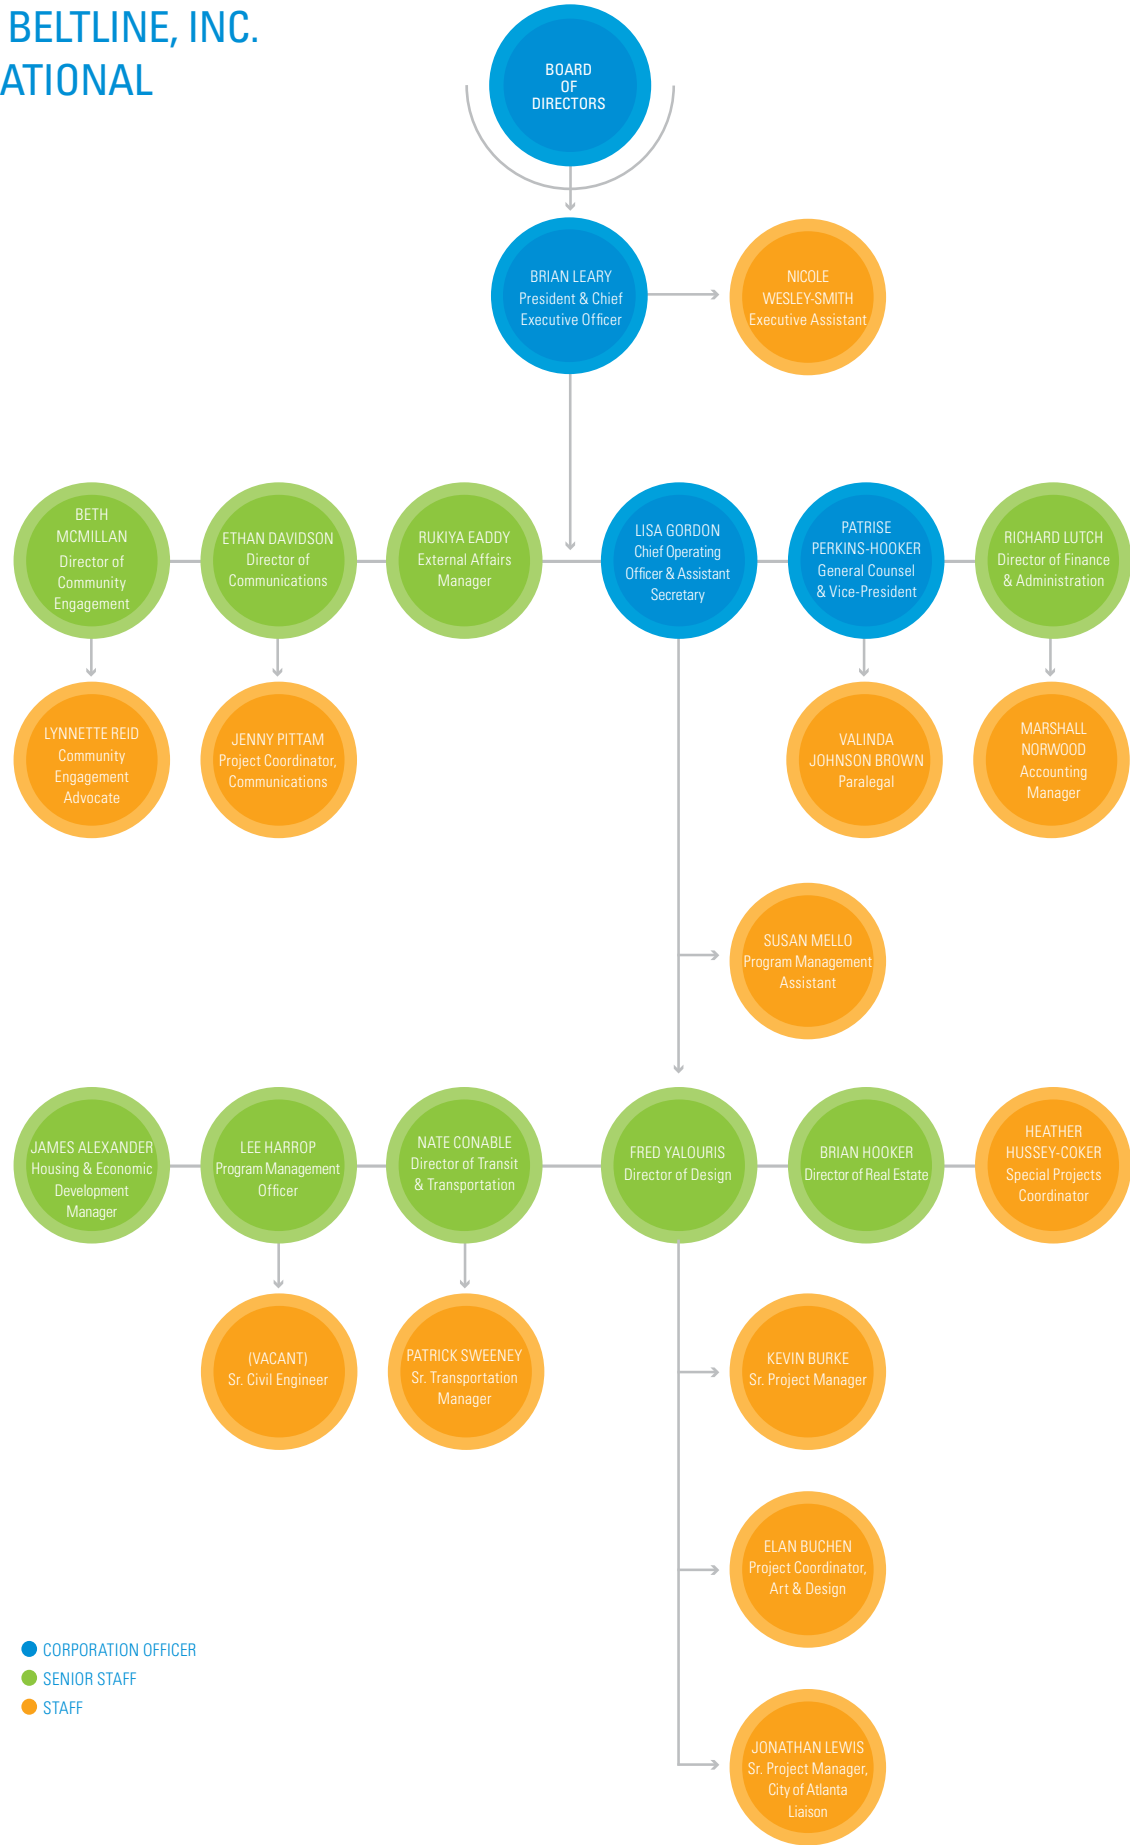 BELTLINE, INC.
ATIONAL
BOARD
OF
DIRECTORS
BRIAN LEARY
President & Chief
Executive Officer
NICOLE
WESLEY-SMITH
Executive Assistant
BETH
MCMILLAN
Director of
Community
Engagement
ETHAN DAVIDSON
Director of
Communications
RUKIYA EADDY
External Affairs
Manager
LISA GORDON
Chief Operating
Officer & Assistant
Secretary
PATRISE
PERKINS-HOOKER
General Counsel
& Vice-President
RICHARD LUTCH
Director of Finance
& Administration
LYNNETTE REID
Community
Engagement
Advocate
JENNY PITTAM
Project Coordinator,
Communications
VALINDA
JOHNSON BROWN
Paralegal
MARSHALL
NORWOOD
Accounting
Manager
SUSAN MELLO
Program Management
Assistant
JAMES ALEXANDER
Housing & Economic
Development
Manager
LEE HARROP
Program Management
Officer
NATE CONABLE
Director of Transit
& Transportation
FRED YALOURIS
Director of Design
BRIAN HOOKER
Director of Real Estate
HEATHER
HUSSEY-COKER
Special Projects
Coordinator
(VACANT)
Sr. Civil Engineer
PATRICK SWEENEY
Sr. Transportation
Manager
KEVIN BURKE
Sr. Project Manager
ELAN BUCHEN
Project Coordinator,
Art & Design
JONATHAN LEWIS
Sr. Project Manager,
City of Atlanta
Liaison
CORPORATION OFFICER
SENIOR STAFF
STAFF